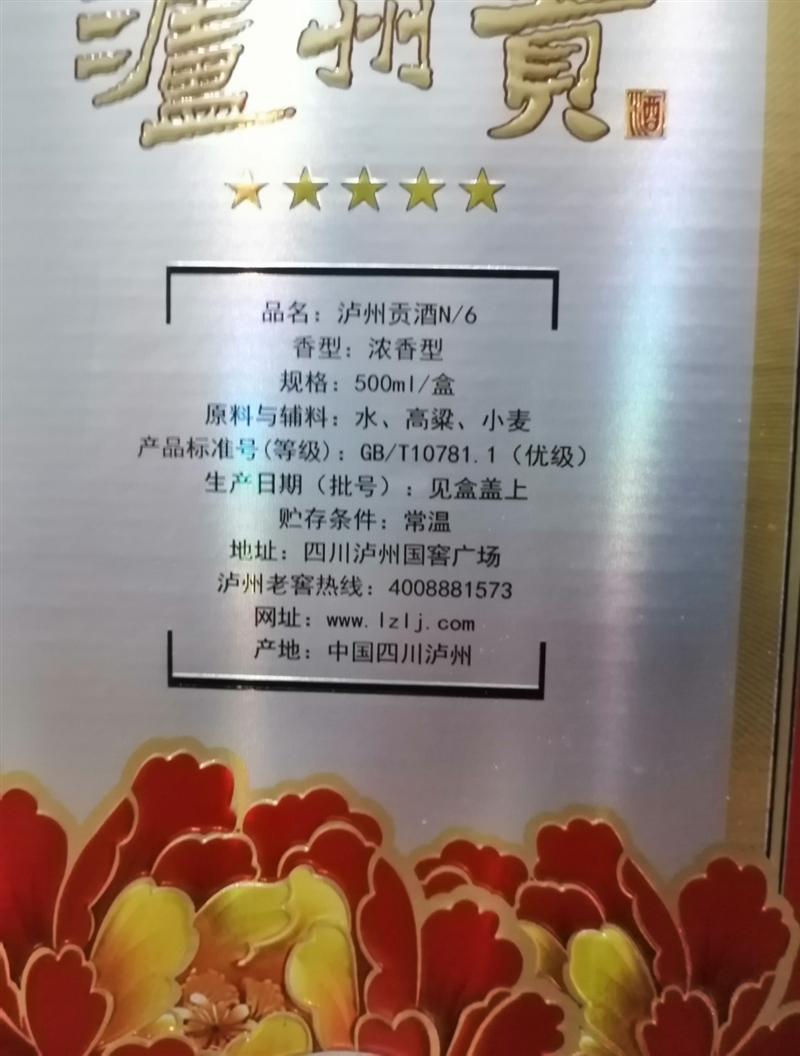 泸州贡
酒
品名：泸州贡酒N/6
香型：浓香型
规格：500ml/盒
原料与辅料：水、高粱、小麦
产品标准号(等级)：GB/T10781.1（优级）
生产日期（批号）：见盒盖上
贮存条件：常温
地址：四川泸州国窖广场
泸州老窖热线：4008881573
网址：www.lzlj.com
产地：中国四川泸州